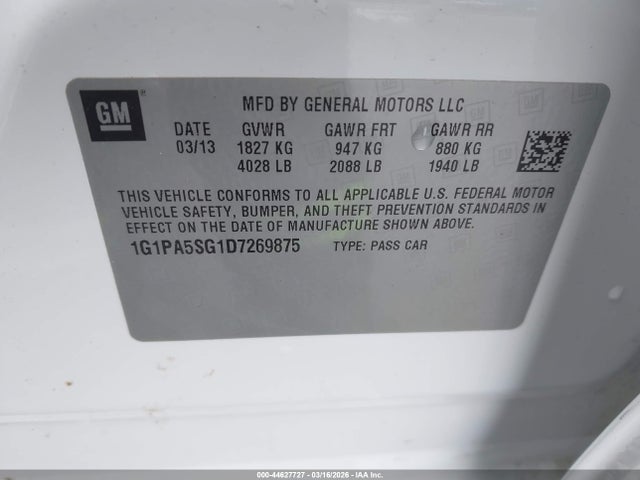 GM®
MFD BY GENERAL MOTORS LLC
DATE GVWR GAWR FRT GAWR RR
03/13 1827 KG 947 KG 880 KG
4028 LB 2088 LB 1940 LB
THIS VEHICLE CONFORMS TO ALL APPLICABLE U.S. FEDERAL MOTOR
VEHICLE SAFETY, BUMPER, AND THEFT PREVENTION STANDARDS IN
EFFECT ON THE DATE OF MANUFACTURE SHOWN ABOVE.
1G1PA5SG1D7269875 TYPE: PASS CAR
000-44627727 - 03/16/2026 - IAA, Inc.